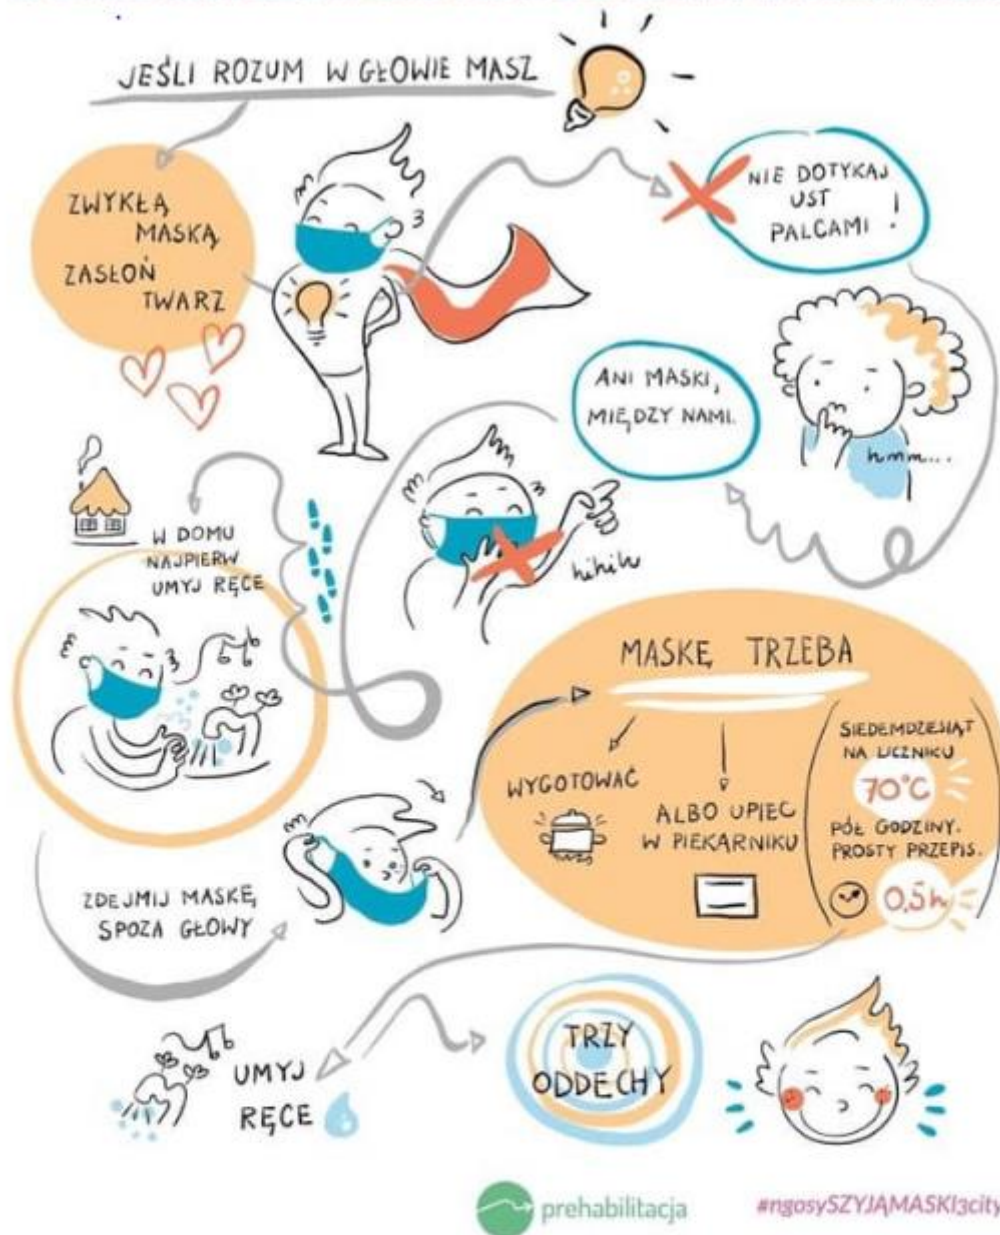 JEŚLI ROZUM W GŁOWIE MASZ
ZWYKŁĄ
MASKĄ
ZASŁOŃ
TWARZ
NIE DOTYKAJ
UST
PALCAMI !
hmm...
ANI MASKI,
MIĘDZY NAMI.
hihihi
W DOMU
NAJPIERW
UMYJ RĘCE
ZDEJMIJ MASKĘ
SPOZA GŁOWY
MASKĘ TRZEBA
WYGOTOWAĆ
ALBO UPIEC
W PIEKARNIKU
SIEDEMDZIESIĄT
NA LICZNIKU
70°C
PÓŁ GODZINY.
PROSTY PRZEPIS.
0,5h
UMYJ
RĘCE
TRZY
ODDECHY
prehabilitacja
#ngosySZYJĄMASKI3city